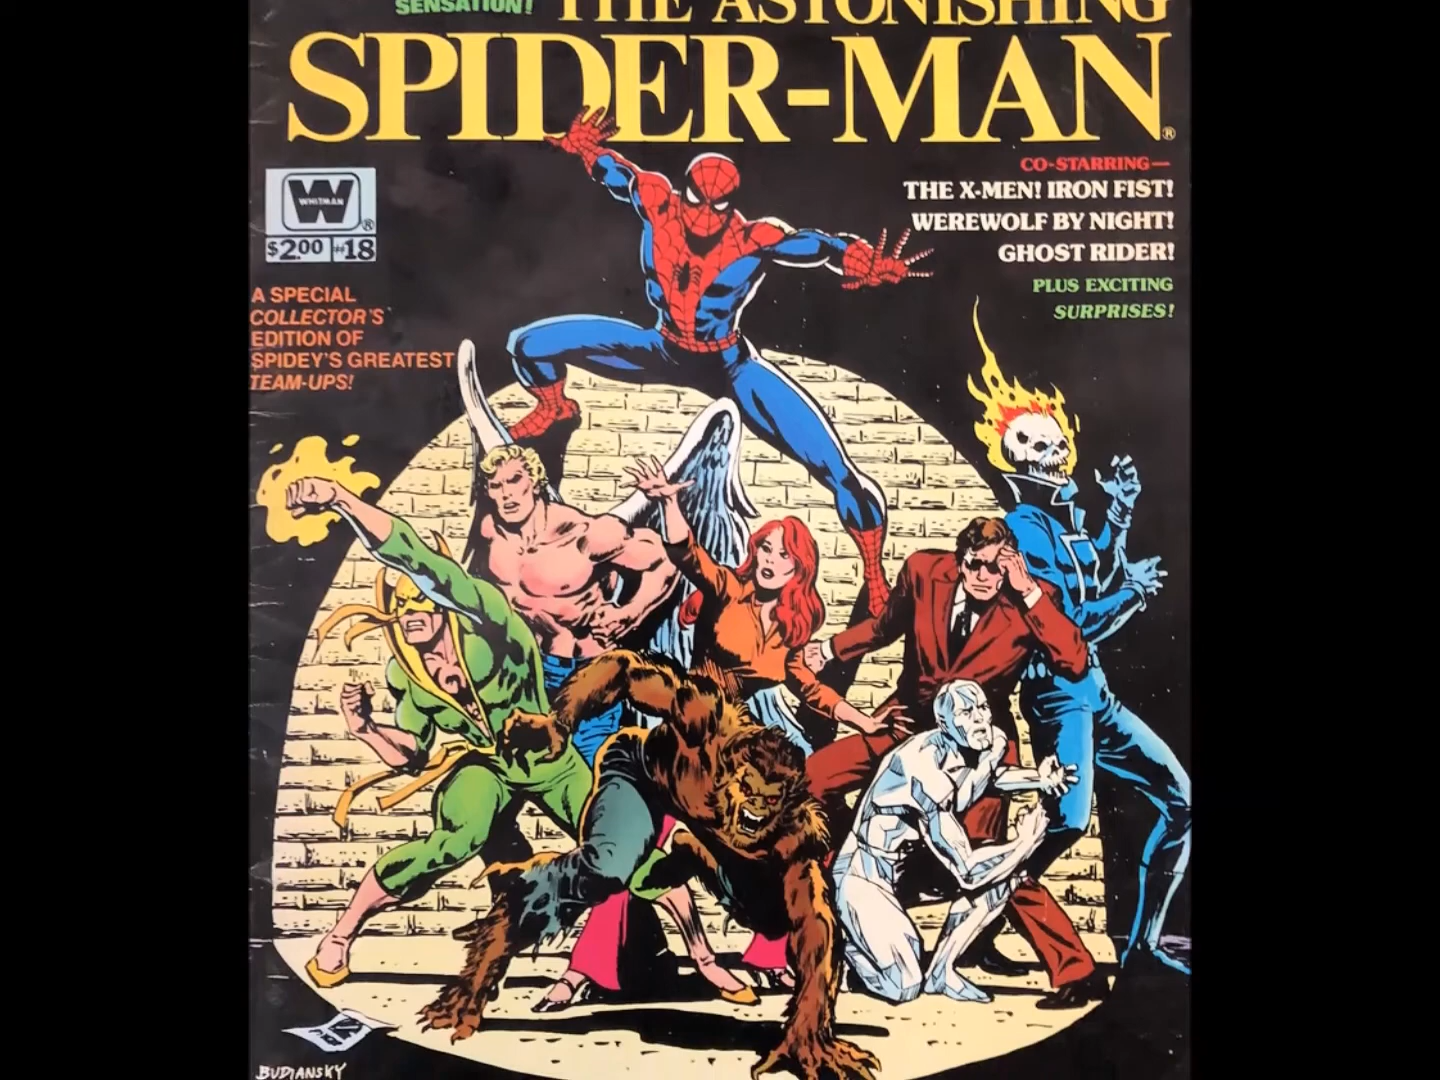 SENSATION! THE ASTONISHING
SPIDER-MAN®
W
WHITMAN®
$2.00 #18
CO-STARRING—
THE X-MEN! IRON FIST!
WEREWOLF BY NIGHT!
GHOST RIDER!
PLUS EXCITING
SURPRISES!
A SPECIAL
COLLECTOR'S
EDITION OF
SPIDEY'S GREATEST
TEAM-UPS!
BUDIANSKY